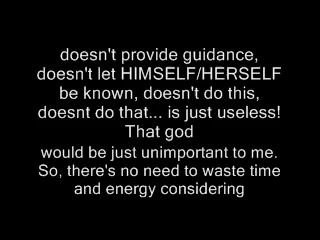 doesn't provide guidance,
doesn't let HIMSELF/HERSELF
be known, doesn't do this,
doesnt do that... is just useless!
That god
would be just unimportant to me.
So, there's no need to waste time
and energy considering